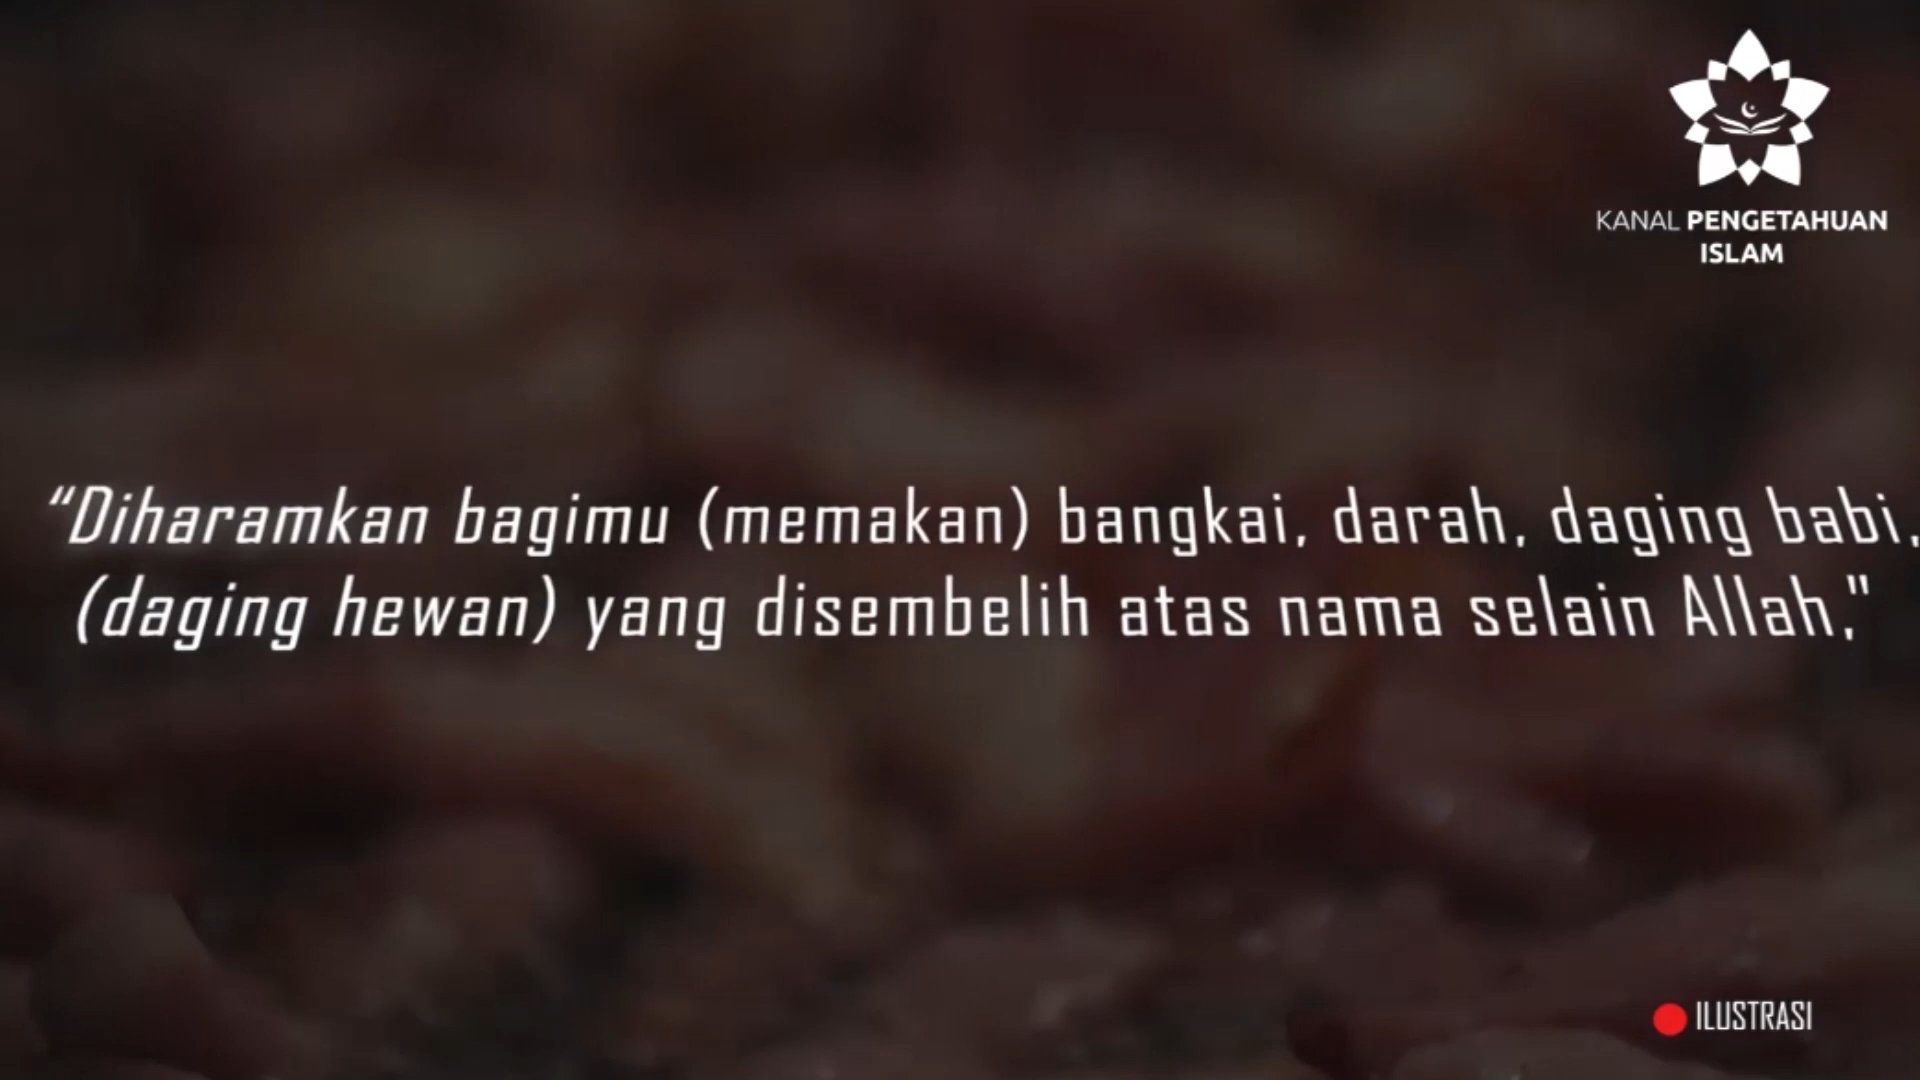 KANAL PENGETAHUAN
ISLAM
“Diharamkan bagimu (memakan) bangkai, darah, daging babi,
(daging hewan) yang disembelih atas nama selain Allah,"
ILUSTRASI